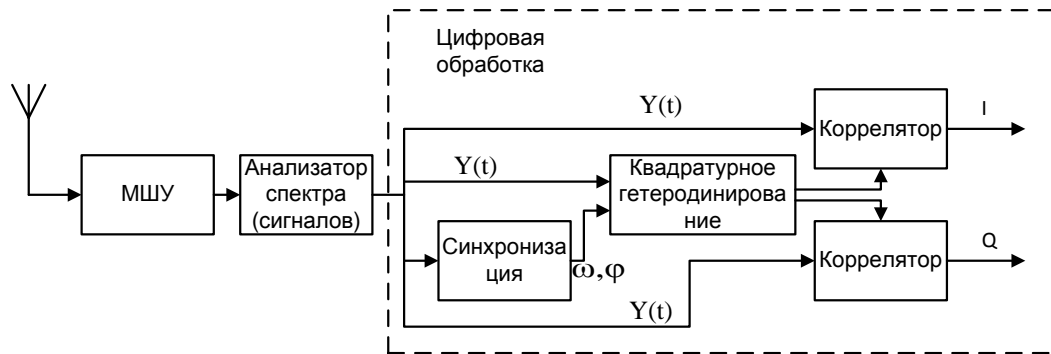 Цифровая
обработка
Y(t)
Коррелятор
I
МШУ
Анализатор
спектра
(сигналов)
Y(t)
Квадратурное
гетеродинирова
ние
Синхрониза
ция
ω,φ
Y(t)
Коррелятор
Q